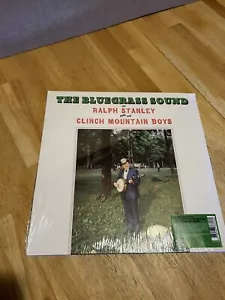 THE BLUEGRASS SOUND
RALPH STANLEY
CLINCH MOUNTAIN BOYS